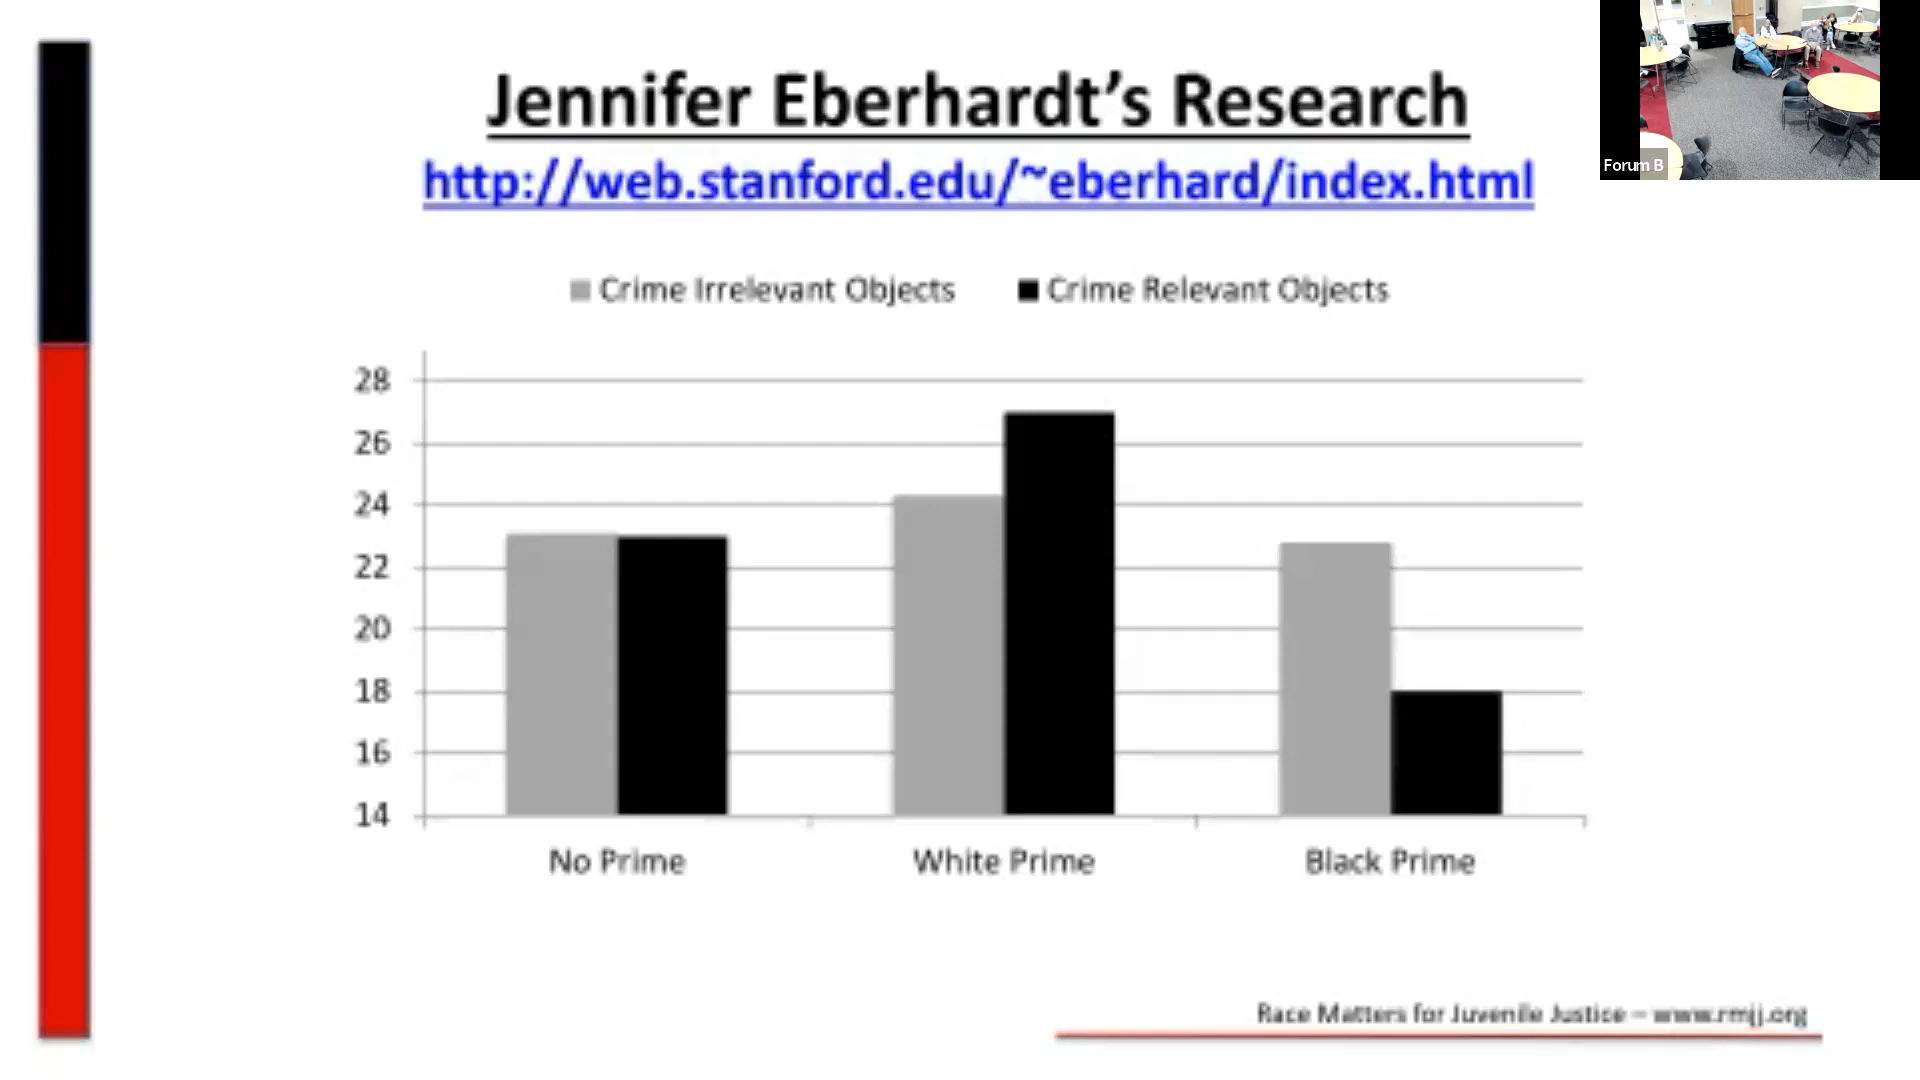 Jennifer Eberhardt’s Research
http://web.stanford.edu/~eberhard/index.html
Forum B
Crime Irrelevant Objects
Crime Relevant Objects
28
26
24
22
20
18
16
14
No Prime
White Prime
Black Prime
Race Matters for Juvenile Justice – www.rmjj.org